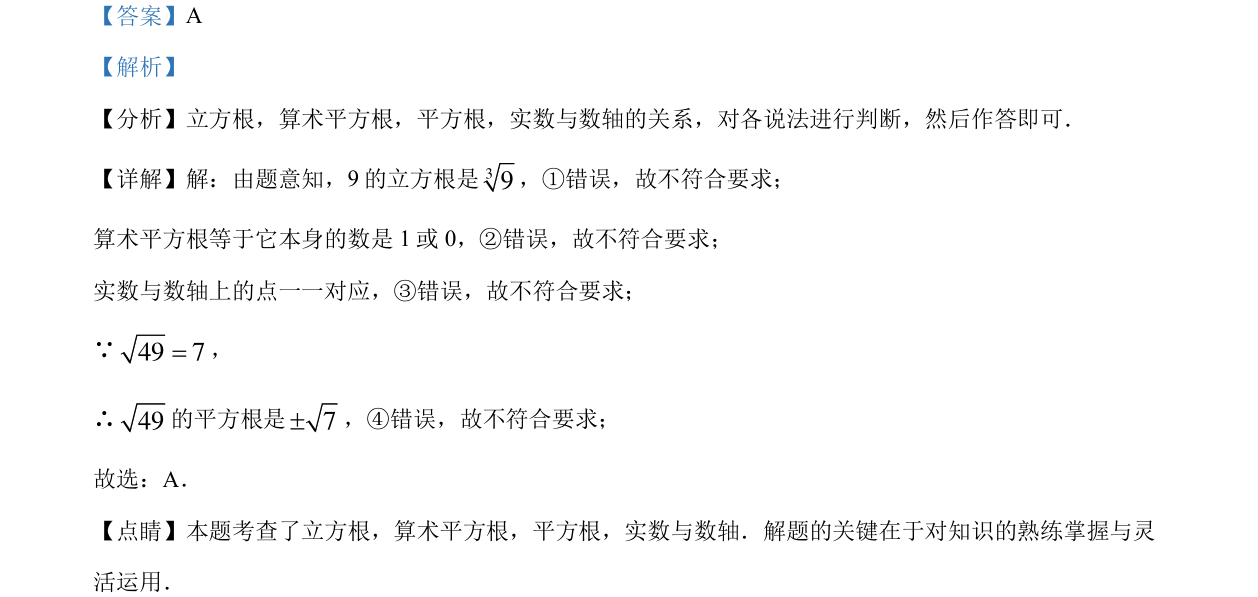 【答案】A
【解析】
【分析】立方根，算术平方根，平方根，实数与数轴的关系，对各说法进行判断，然后作答即可．
【详解】解：由题意知，9 的立方根是 ∛9，①错误，故不符合要求；
算术平方根等于它本身的数是 1 或 0，②错误，故不符合要求；
实数与数轴上的点一一对应，③错误，故不符合要求；
∵ √49 = 7，
∴ √49 的平方根是 ±√7，④错误，故不符合要求；
故选：A．
【点睛】本题考查了立方根，算术平方根，平方根，实数与数轴．解题的关键在于对知识的熟练掌握与灵
活运用．